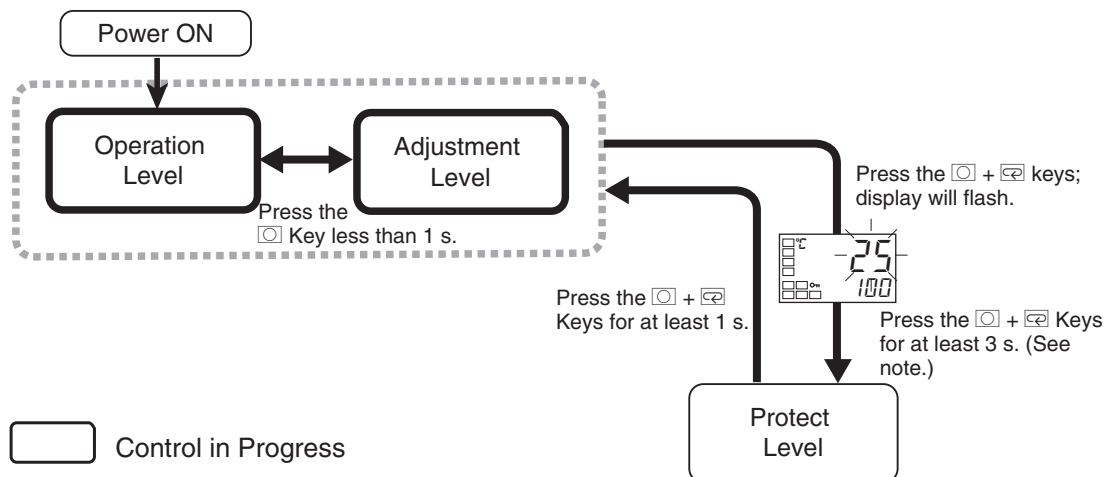 Power ON
Operation
Level
Adjustment
Level
Press the
Key less than 1 s.
Press the + keys;
display will flash.
°C
25
100
Press the +
Keys for at least 1 s.
Press the + Keys
for at least 3 s. (See
note.)
Protect
Level
Control in Progress